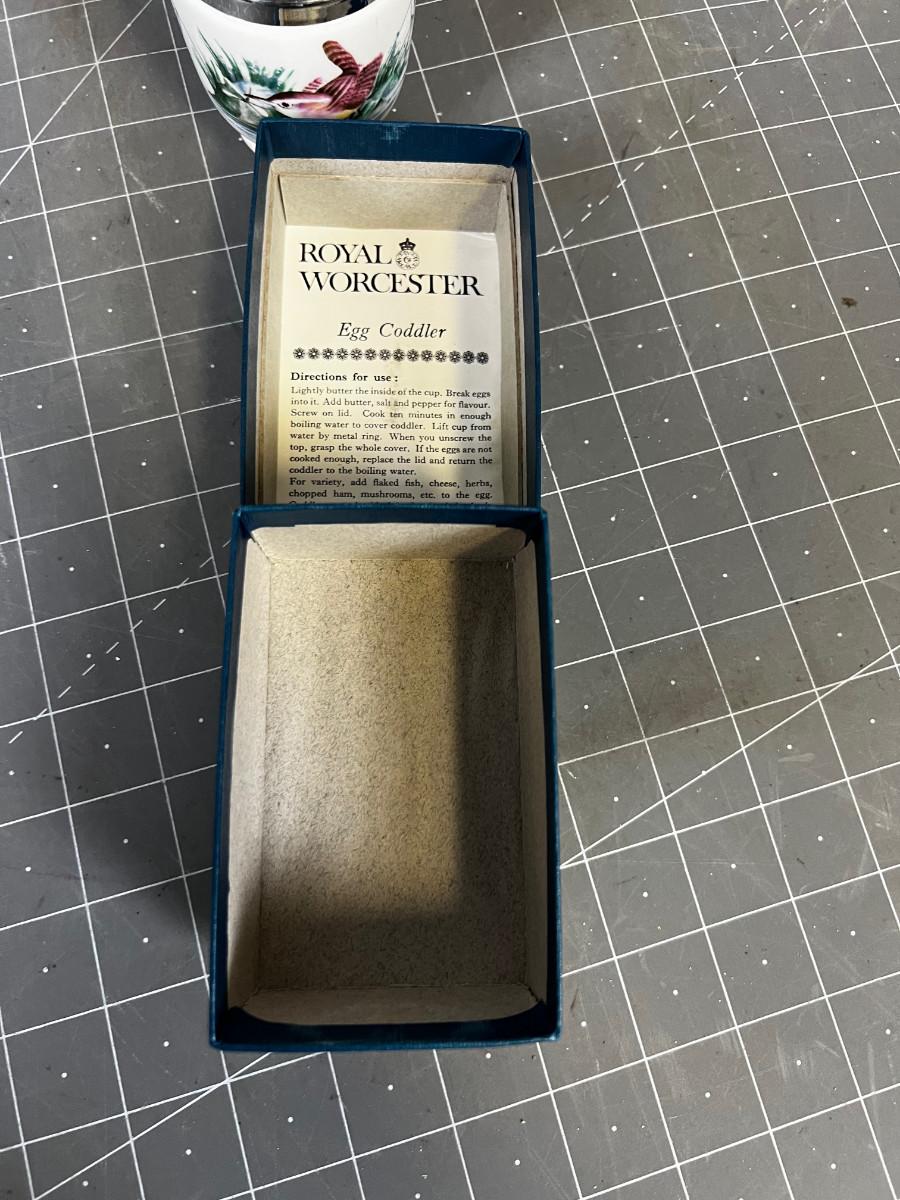 ROYAL
WORCESTER
Egg Coddler
Directions for use :
Lightly butter the inside of the cup. Break eggs
into it. Add butter, salt and pepper for flavour.
Screw on lid. Cook ten minutes in enough
boiling water to cover coddler. Lift cup from
water by metal ring. When you unscrew the
top, grasp the whole cover. If the eggs are not
cooked enough, replace the lid and return the
coddler to the boiling water.
For variety, add flaked fish, cheese, herbs,
chopped ham, mushrooms, etc. to the egg.